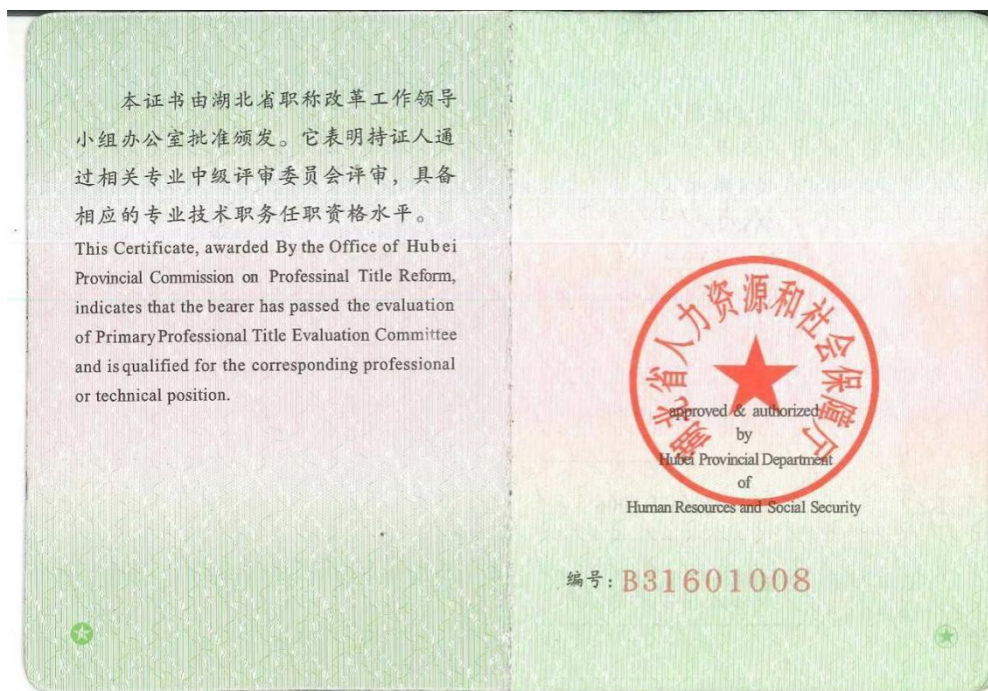 本证书由湖北省职称改革工作领导
小组办公室批准颁发。它表明持证人通
过相关专业中级评审委员会评审，具备
相应的专业技术职务任职资格水平。
This Certificate, awarded By the Office of Hubei
Provincial Commission on Professinal Title Reform,
indicates that the bearer has passed the evaluation
of Primary Professional Title Evaluation Committee
and is qualified for the corresponding professional
or technical position.
湖北省人力资源和社会保障厅
approved & authorized
by
Hubei Provincial Department
of
Human Resources and Social Security
编号：B31601008